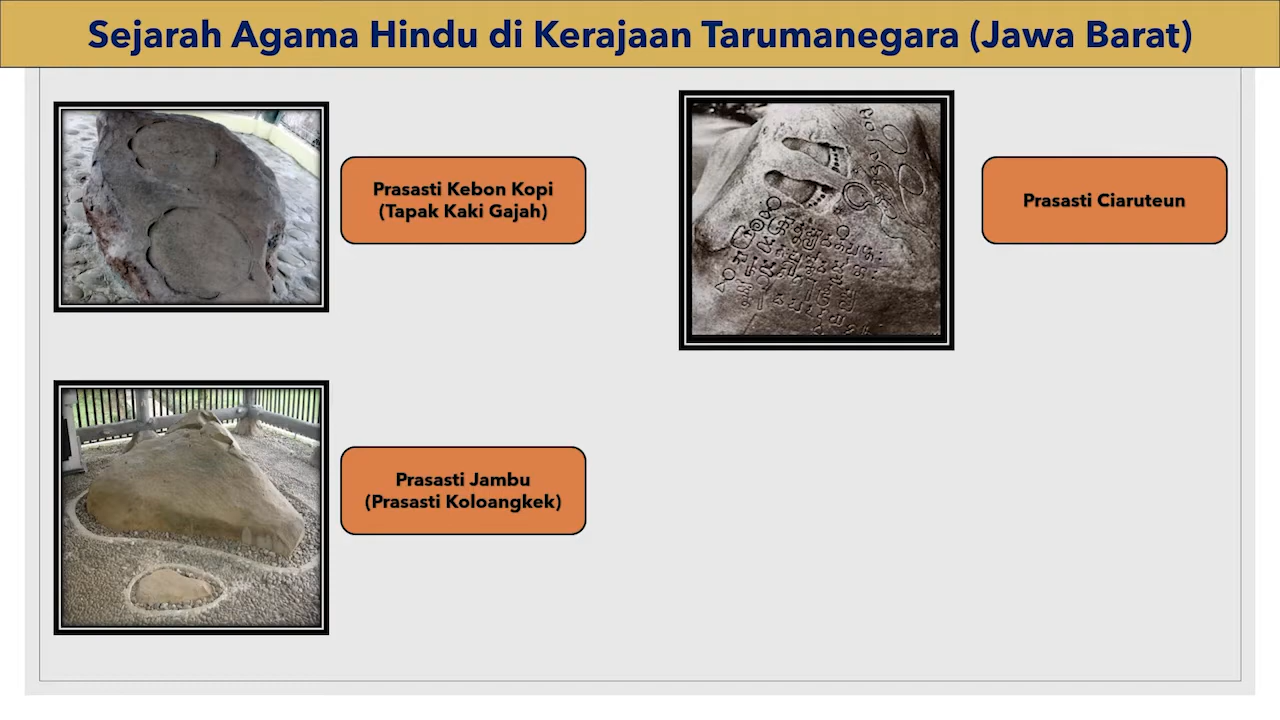 Sejarah Agama Hindu di Kerajaan Tarumanegara (Jawa Barat)
Prasasti Kebon Kopi
(Tapak Kaki Gajah)
Prasasti Ciaruteun
Prasasti Jambu
(Prasasti Koloangkek)